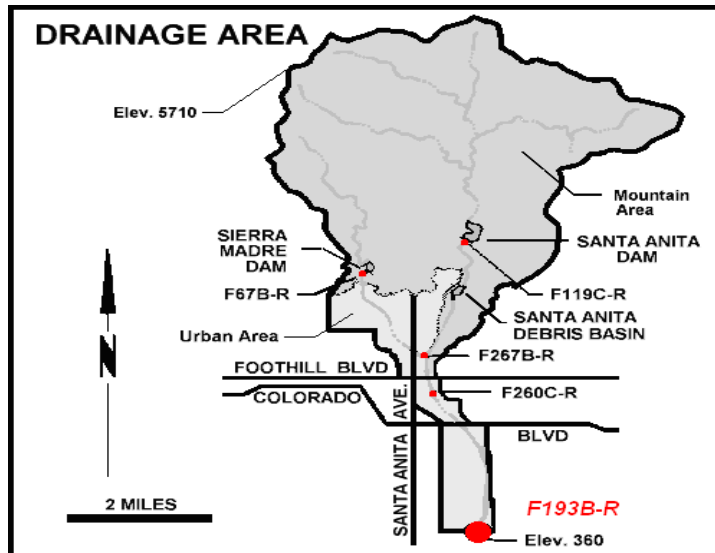 DRAINAGE AREA
Elev. 5710
Mountain
Area
SIERRA
MADRE
DAM
SANTA ANITA
DAM
F67B-R
F119C-R
SANTA ANITA
DEBRIS BASIN
Urban Area
N
F267B-R
FOOTHILL BLVD
COLORADO
F260C-R
BLVD
SANTA ANITA AVE.
2 MILES
F193B-R
Elev. 360